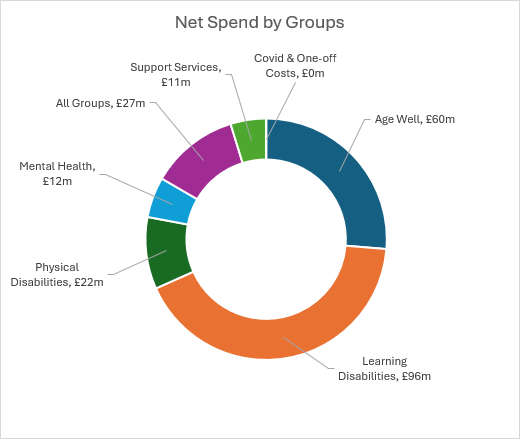 Net Spend by Groups
Covid & One-off
Costs, £0m
Support Services,
£11m
All Groups, £27m
Age Well, £60m
Mental Health,
£12m
Physical
Disabilities, £22m
Learning
Disabilities, £96m